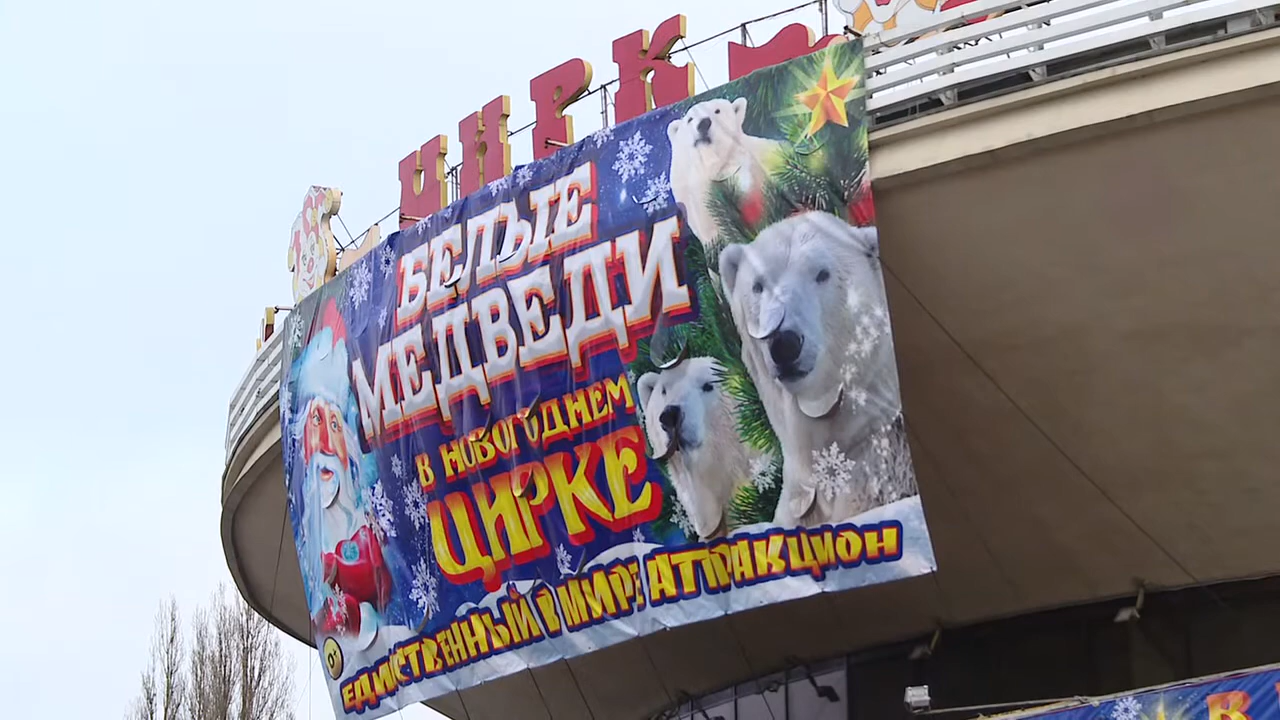 ЦИРК
БЕЛЫЕ
МЕДВЕДИ
В НОВОГОДНЕМ
ЦИРКЕ
ЕДИНСТВЕННЫЙ В МИРЕ АТТРАКЦИОН